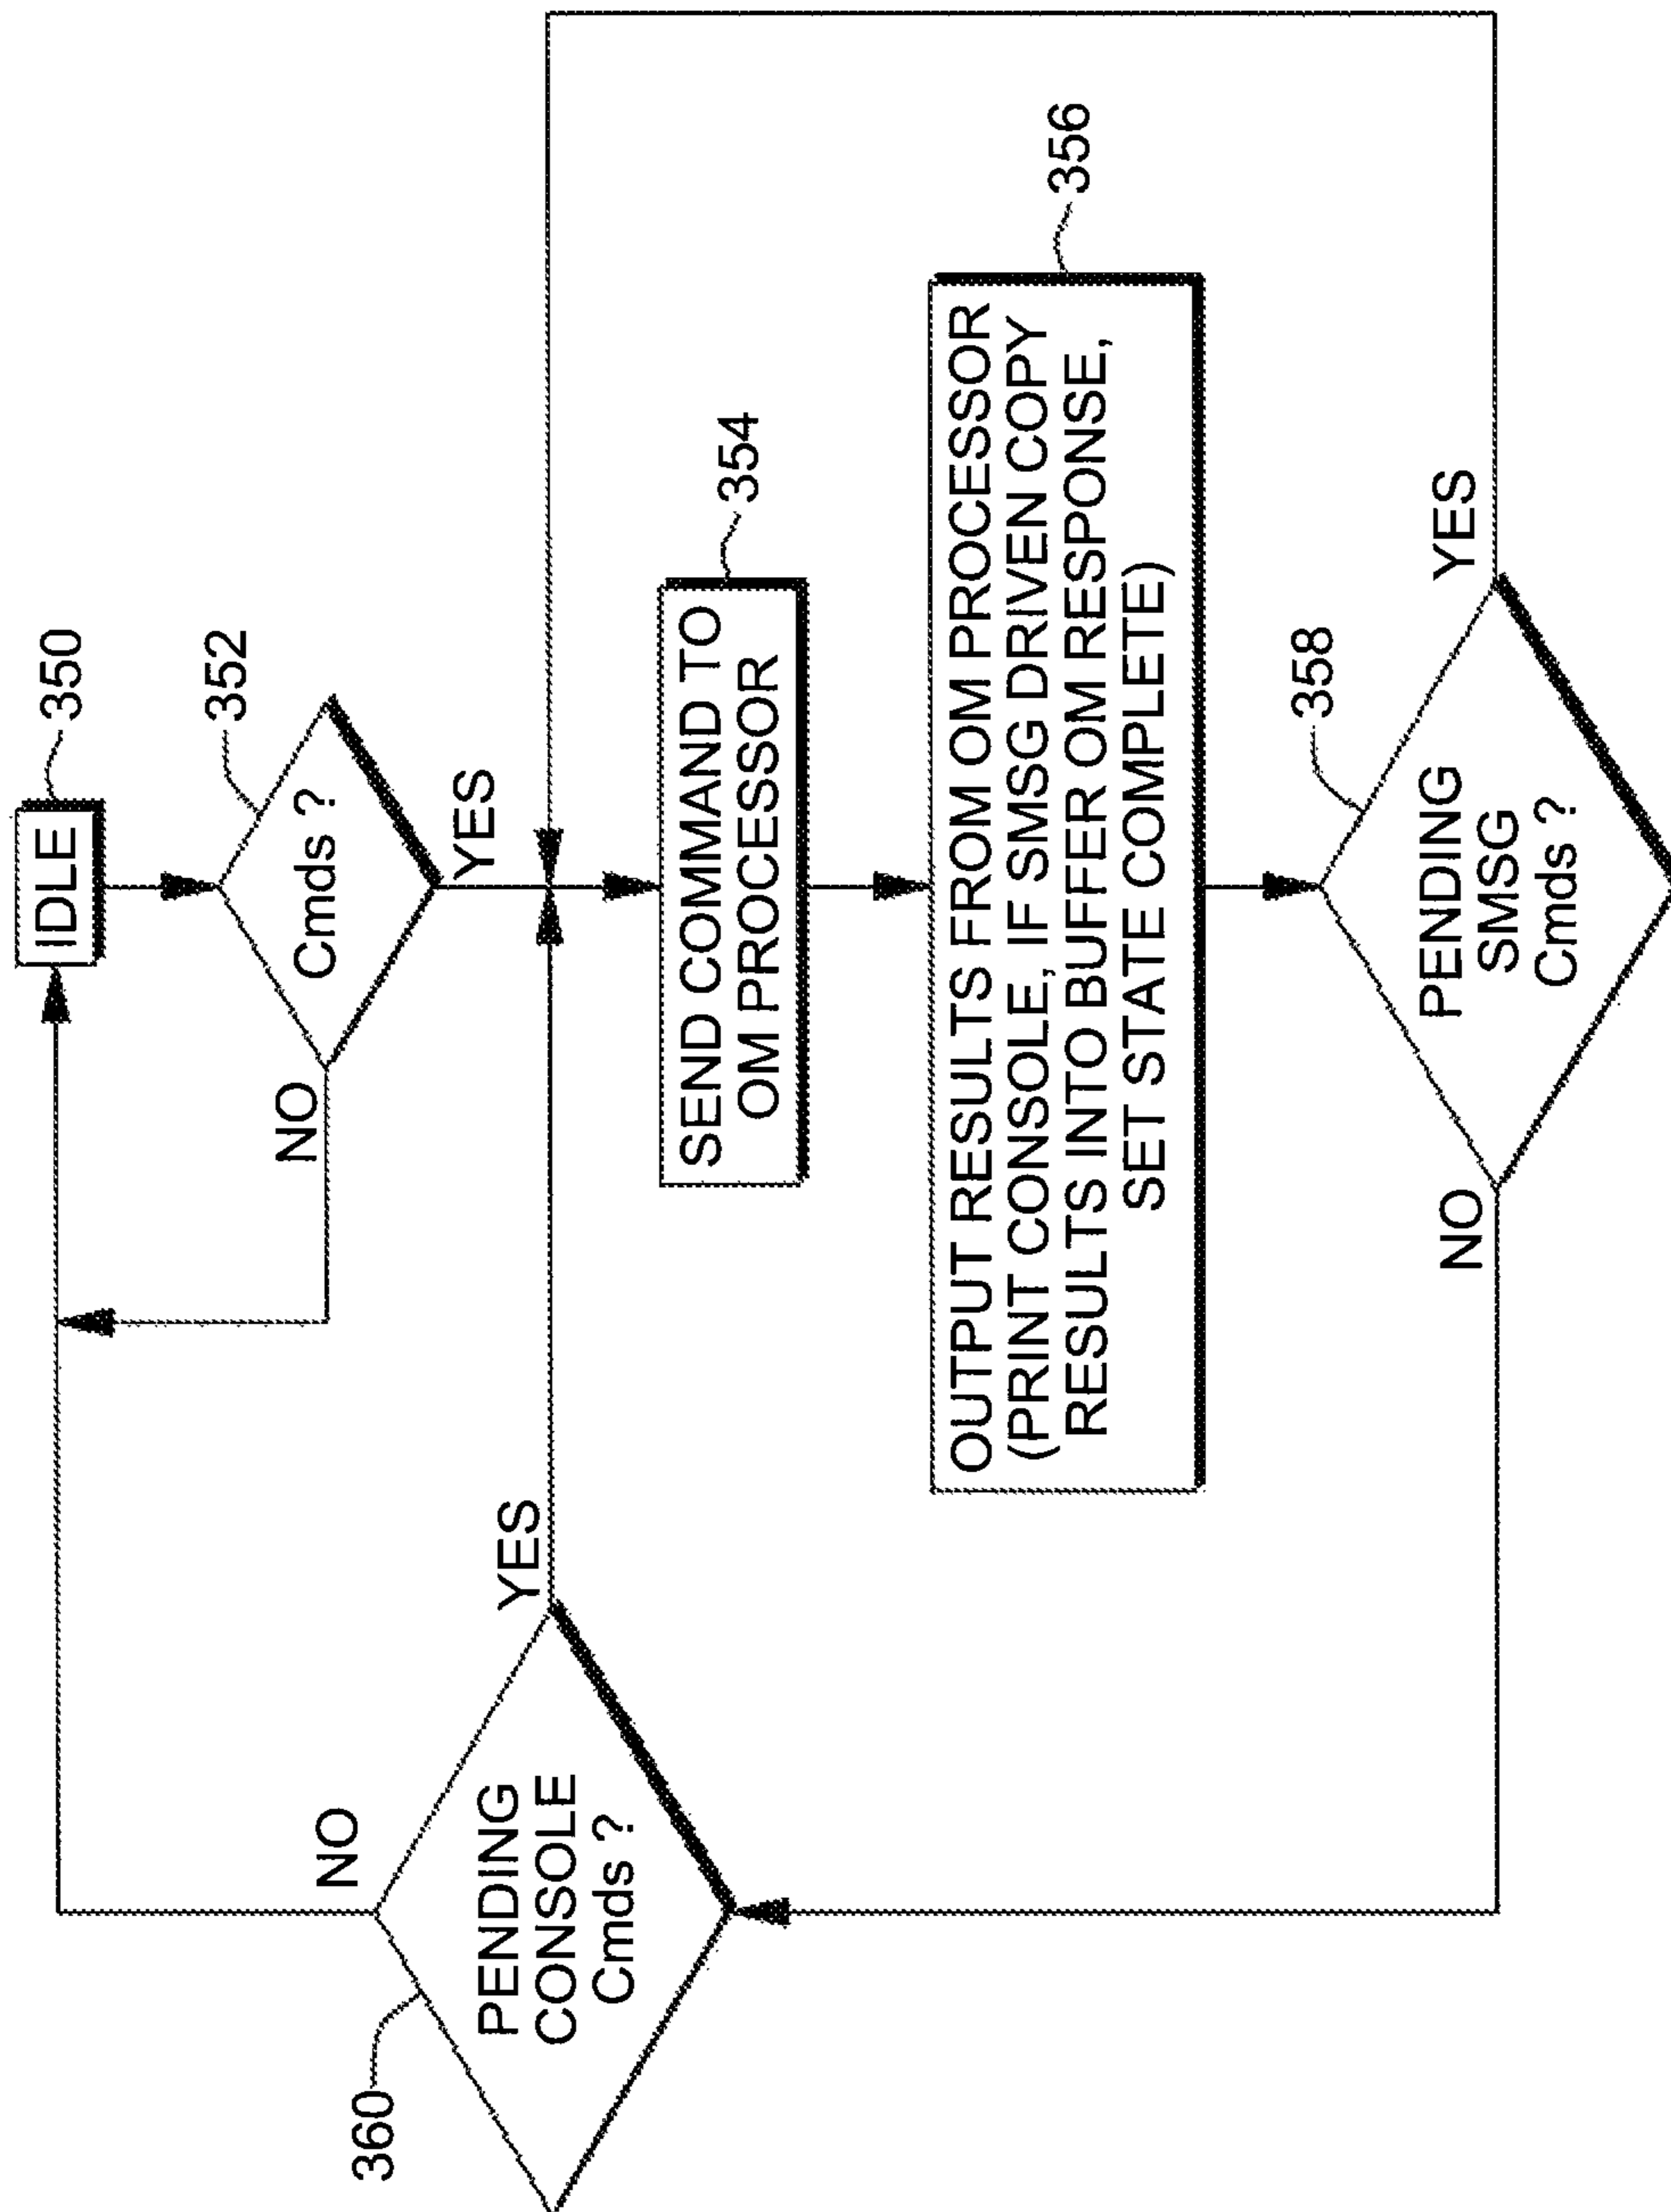 IDLE
350
Cmds ?
352
NO
YES
SEND COMMAND TO
OM PROCESSOR
354
OUTPUT RESULTS FROM OM PROCESSOR
(PRINT CONSOLE, IF SMSG DRIVEN COPY
RESULTS INTO BUFFER OM RESPONSE,
SET STATE COMPLETE)
356
PENDING
SMSG
Cmds ?
358
YES
NO
PENDING
CONSOLE
Cmds ?
360
YES
NO